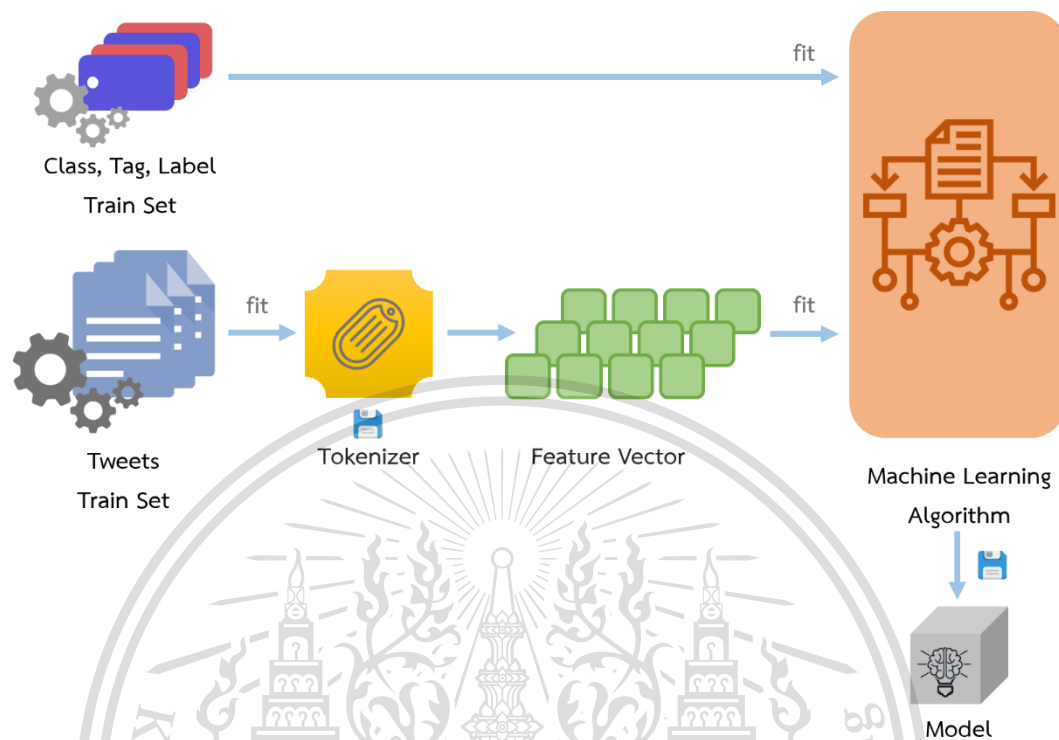 fit
Class, Tag, Label
Train Set
fit
fit
Tweets
Train Set
Tokenizer
Feature Vector
Machine Learning
Algorithm
Model
K
g